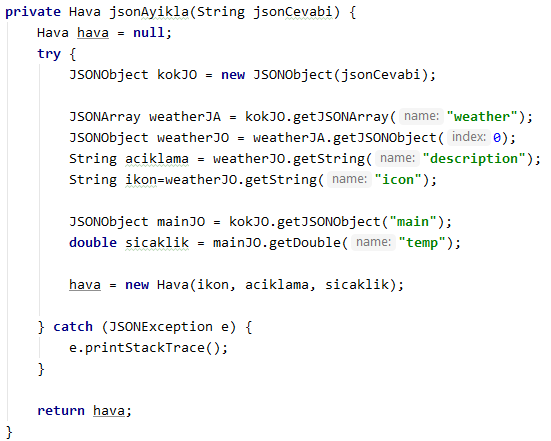 private Hava jsonAyikla(String jsonCevabi) {
    Hava hava = null;
    try {
        JSONObject kokJO = new JSONObject(jsonCevabi);

        JSONArray weatherJA = kokJO.getJSONArray( name: "weather");
        JSONObject weatherJO = weatherJA.getJSONObject( index: 0);
        String aciklama = weatherJO.getString( name: "description");
        String ikon=weatherJO.getString( name: "icon");

        JSONObject mainJO = kokJO.getJSONObject("main");
        double sicaklik = mainJO.getDouble( name: "temp");

        hava = new Hava(ikon, aciklama, sicaklik);

    } catch (JSONException e) {
        e.printStackTrace();
    }

    return hava;
}